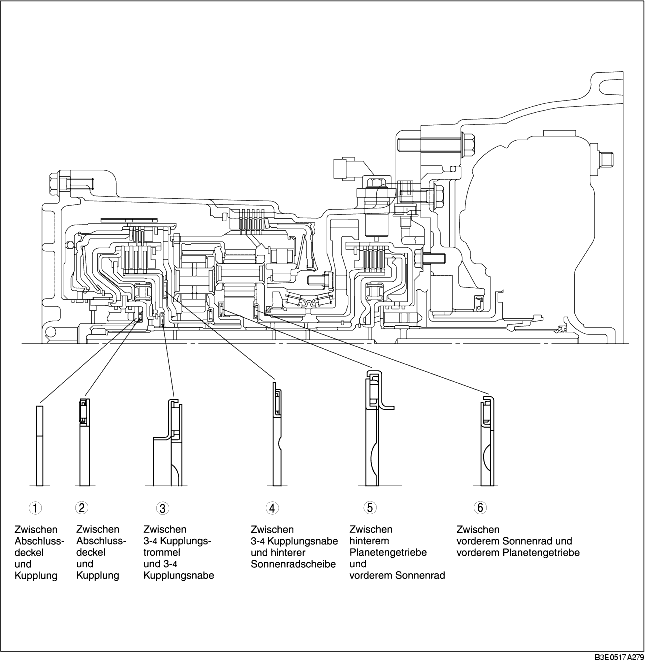 1
Zwischen
Abschluss-
deckel
und
Kupplung
2
Zwischen
Abschluss-
deckel
und
Kupplung
3
Zwischen
3-4 Kupplungs-
trommel
und 3-4
Kupplungsnabe
4
Zwischen
3-4 Kupplungsnabe
und hinterer
Sonnenradscheibe
5
Zwischen
hinterem
Planetengetriebe
und
vorderem Sonnenrad
6
Zwischen
vorderem Sonnenrad und
vorderem Planetengetriebe
B3E0517A279